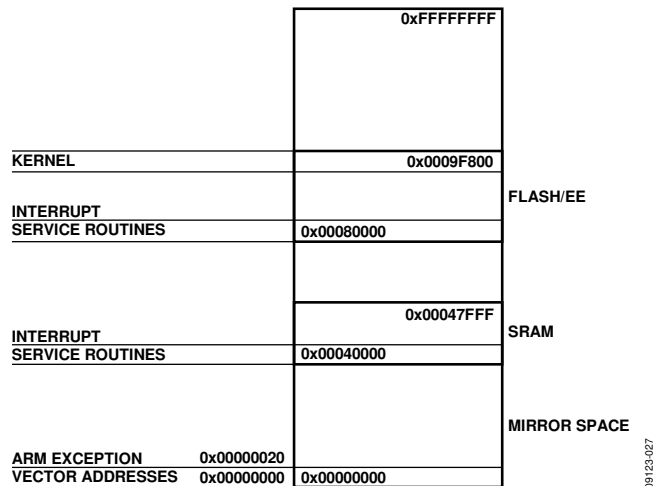 0xFFFFFFFF
KERNEL 0x0009F800
FLASH/EE
INTERRUPT
SERVICE ROUTINES 0x00080000
0x00047FFF
SRAM
INTERRUPT
SERVICE ROUTINES 0x00040000
MIRROR SPACE
ARM EXCEPTION 0x00000020
VECTOR ADDRESSES 0x00000000 0x00000000
09123-027